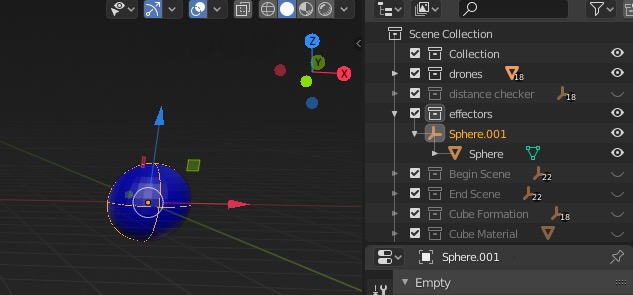 Z
Y
X
Scene Collection
Collection
drones 18
distance checker 18
effectors
Sphere.001
Sphere
Begin Scene 22
End Scene 22
Cube Formation 18
Cube Material
Sphere.001
Empty